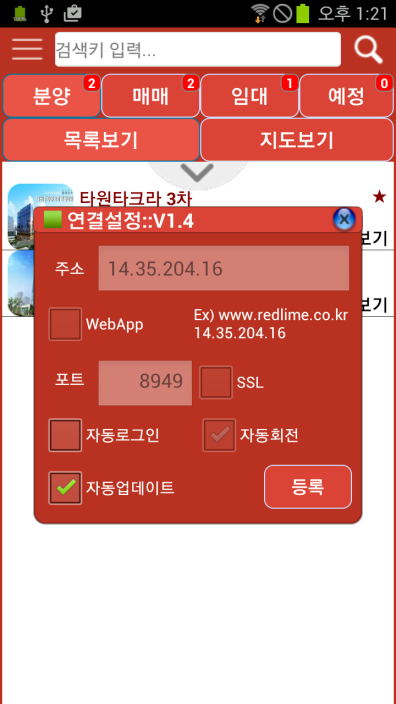 오후 1:21
검색키 입력...
분양 2
매매 2
임대 1
예정 0
목록보기
지도보기
타원타크라 3차
연결설정::V1.4
보기
주소 14.35.204.16
WebApp
Ex) www.redlime.co.kr
14.35.204.16
보기
포트 8949
SSL
자동로그인
자동회전
자동업데이트
등록